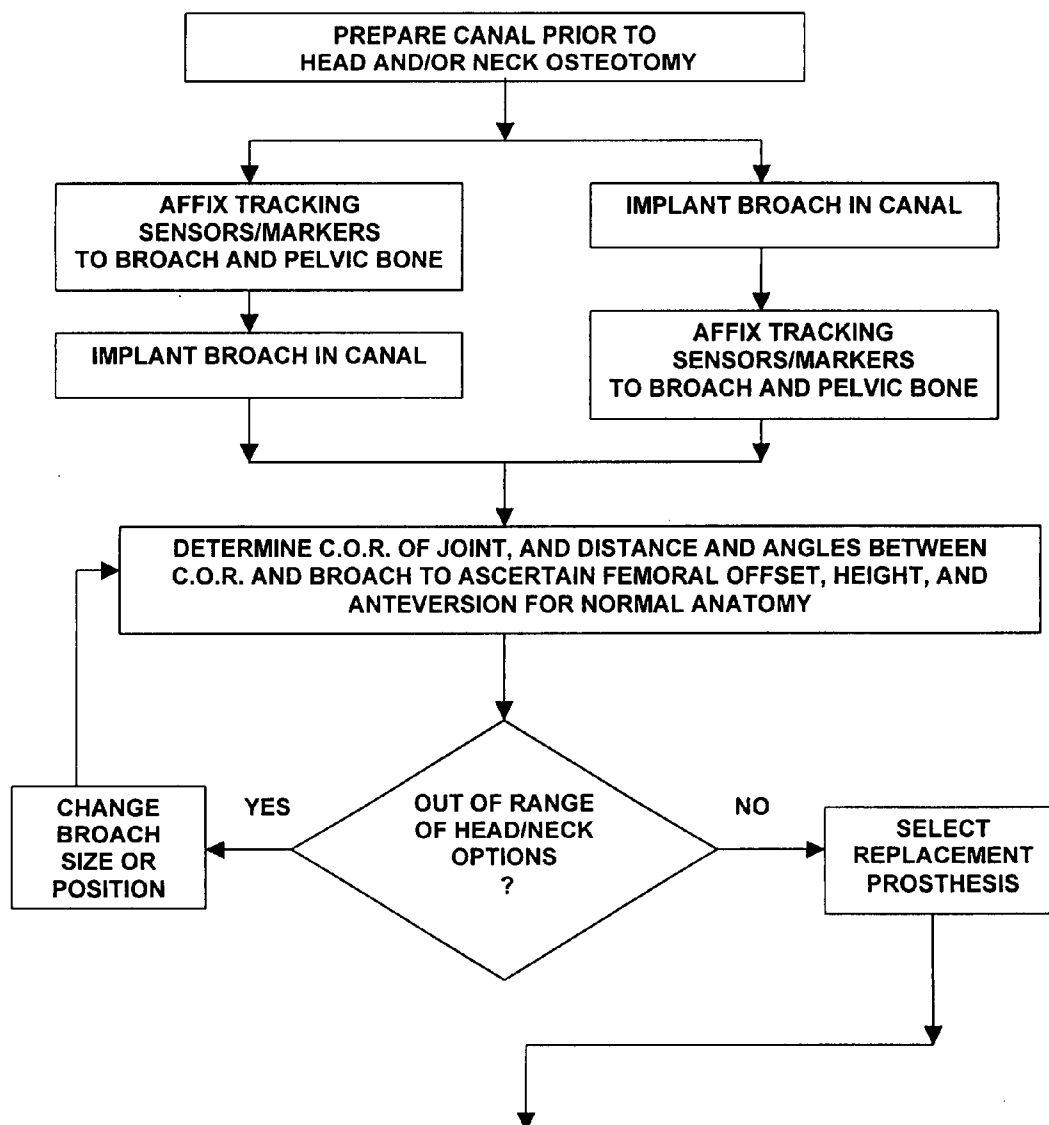 PREPARE CANAL PRIOR TO
HEAD AND/OR NECK OSTEOTOMY
AFFIX TRACKING
SENSORS/MARKERS
TO BROACH AND PELVIC BONE
IMPLANT BROACH IN CANAL
IMPLANT BROACH IN CANAL
AFFIX TRACKING
SENSORS/MARKERS
TO BROACH AND PELVIC BONE
DETERMINE C.O.R. OF JOINT, AND DISTANCE AND ANGLES BETWEEN
C.O.R. AND BROACH TO ASCERTAIN FEMORAL OFFSET, HEIGHT, AND
ANTEVERSION FOR NORMAL ANATOMY
CHANGE
BROACH
SIZE OR
POSITION
YES
OUT OF RANGE
OF HEAD/NECK
OPTIONS
?
NO
SELECT
REPLACEMENT
PROSTHESIS